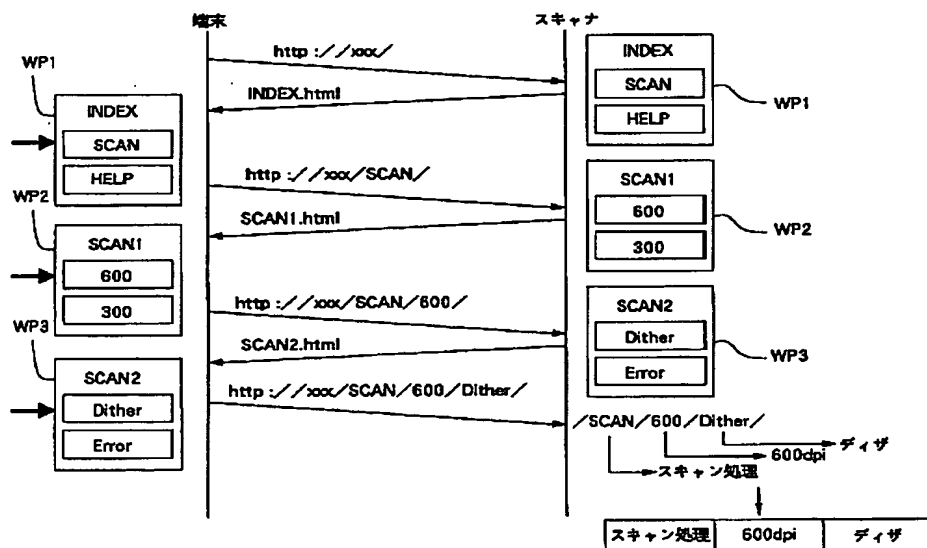 端末
スキャナ
http://xxx/
INDEX.html
INDEX
SCAN
HELP
WP1
WP1
INDEX
SCAN
HELP
http://xxx/SCAN/
SCAN1.html
SCAN1
600
300
WP2
WP2
SCAN1
600
300
http://xxx/SCAN/600/
SCAN2.html
SCAN2
Dither
Error
WP3
WP3
SCAN2
Dither
Error
http://xxx/SCAN/600/Dither/
/SCAN/600/Dither/
ディザ
600dpi
スキャン処理
スキャン処理 600dpi ディザ